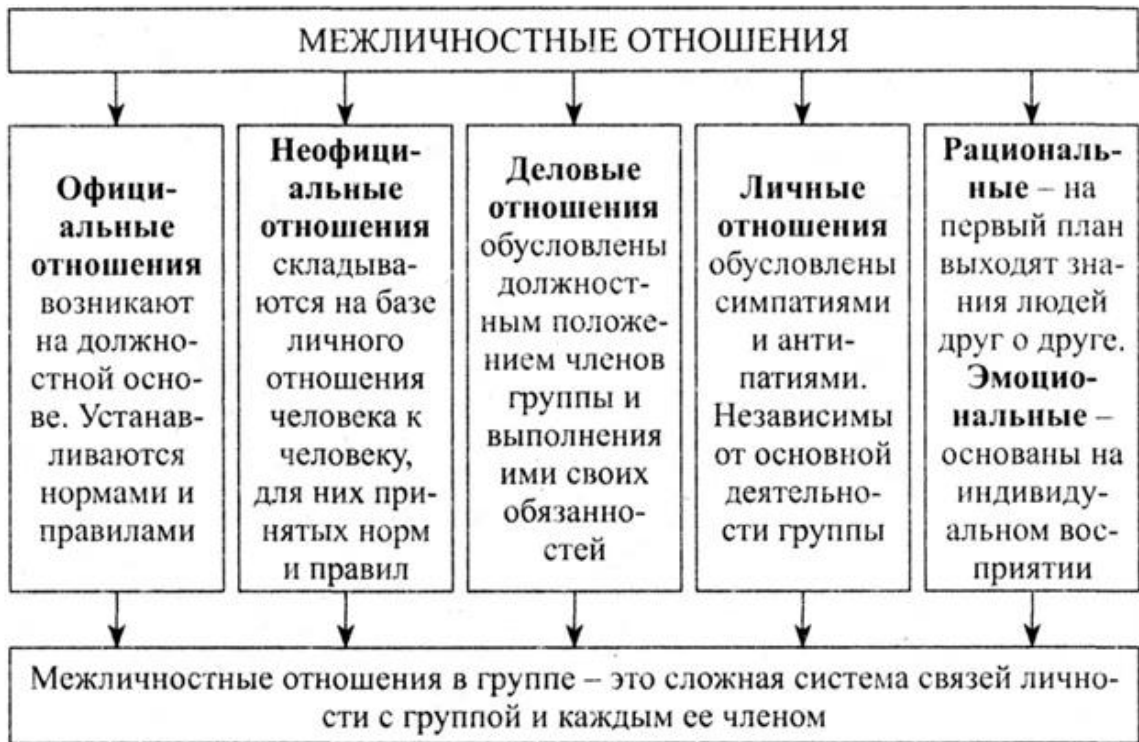 МЕЖЛИЧНОСТНЫЕ ОТНОШЕНИЯ
Офици-
альные
отношения
возникают
на должно-
стной осно-
ве. Устанав-
ливаются
нормами и
правилами
Неофици-
альные
отношения
складыва-
ются на базе
личного
отношения
человека к
человеку,
для них при-
нятых норм
и правил
Деловые
отношения
обусловлены
должност-
ным положе-
нием членов
группы и
выполнения
ими своих
обязанно-
стей
Личные
отношения
обусловлены
симпатиями
и анти-
патиями.
Независимы
от основной
деятельно-
сти группы
Рациональ-
ные – на
первый план
выходят зна-
ния людей
друг о друге.
Эмоцио-
нальные –
основаны на
индивиду-
альном вос-
приятии
Межличностные отношения в группе – это сложная система связей лично-
сти с группой и каждым ее членом